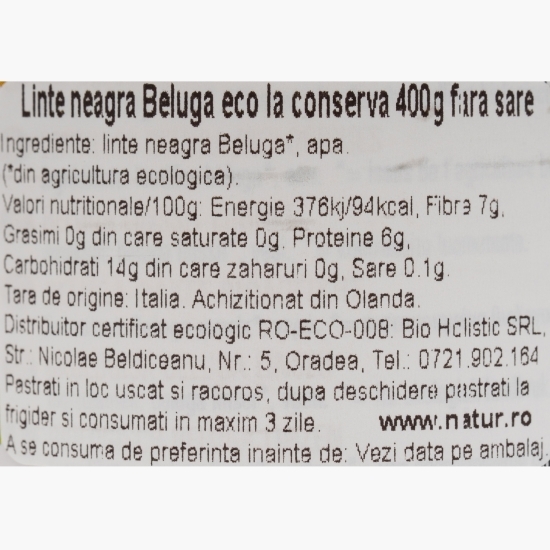 Linte neagra Beluga eco la conserva 400g fara sare
Ingrediente: linte neagra Beluga*, apa.
(*din agricultura ecologica).
Valori nutritionale/100g: Energie 376kj/94kcal, Fibre 7g,
Grasimi 0g din care saturate 0g, Proteine 6g,
Carbohidrati 14g din care zaharuri 0g, Sare 0.1g.
Tara de origine: Italia. Achizitionat din Olanda.
Distribuitor certificat ecologic RO-ECO-008: Bio Holistic SRL,
Str.: Nicolae Beldiceanu, Nr.: 5, Oradea, Tel.: 0721.902.164
Pastrati in loc uscat si racoros, dupa deschidere pastrati la
frigider si consumati in maxim 3 zile. www.natur.ro
A se consuma de preferinta inainte de: Vezi data pe ambalaj.